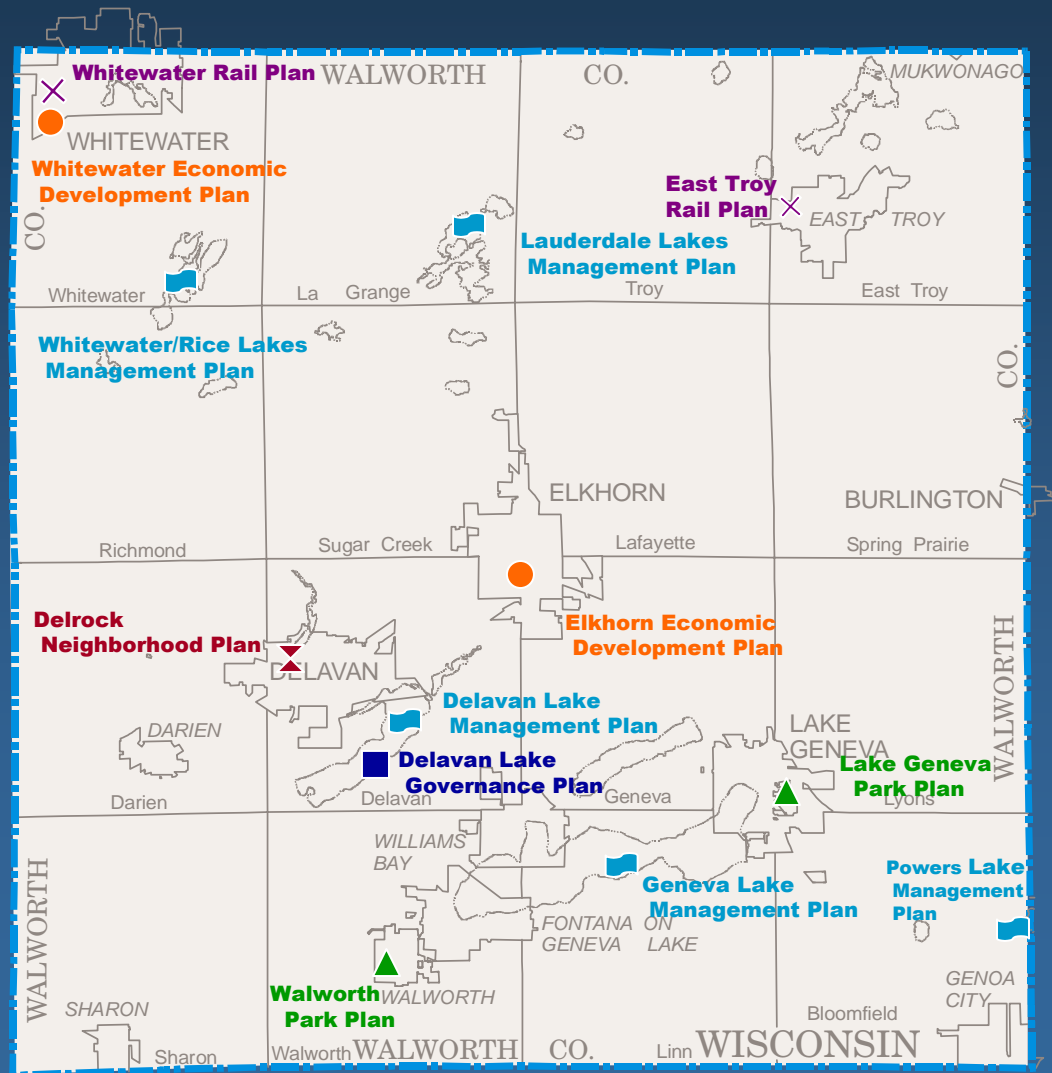 Whitewater Rail Plan
WALWORTH CO.
MUKWONAGO
WHITEWATER
Whitewater Economic
Development Plan
CO.
East Troy
Rail Plan
EAST TROY
Lauderdale Lakes
Management Plan
Whitewater
La Grange
Troy
East Troy
Whitewater/Rice Lakes
Management Plan
CO.
ELKHORN
BURLINGTON
Richmond
Sugar Creek
Lafayette
Spring Prairie
Delrock
Neighborhood Plan
DELAVAN
Elkhorn Economic
Development Plan
WALWORTH
DARIEN
Delavan Lake
Management Plan
LAKE
GENEVA
Delavan Lake
Governance Plan
Lake Geneva
Park Plan
Darien
Delavan
Geneva
Lyons
WILLIAMS
BAY
WALWORTH
Geneva Lake
Management Plan
Powers Lake
Management
Plan
FONTANA ON
GENEVA LAKE
Walworth
Park Plan
WALWORTH
SHARON
GENOA
CITY
Bloomfield
Sharon
Walworth
WALWORTH CO.
Linn
WISCONSIN
7